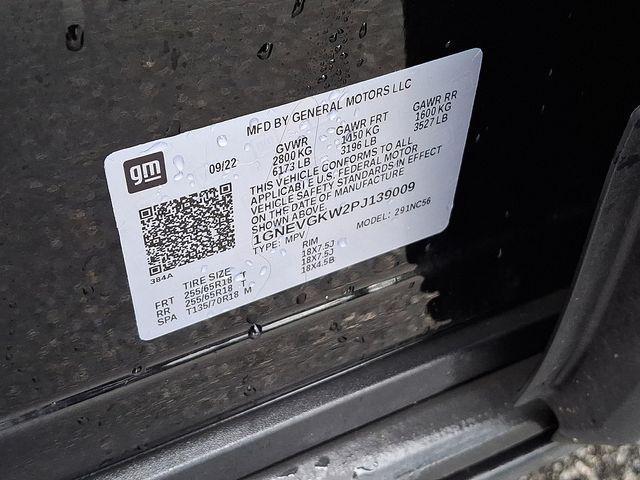 MFD BY GENERAL MOTORS LLC
gm
09/22
GVWR GAWR FRT GAWR RR
2800 KG 1450 KG 1600 KG
6173 LB 3196 LB 3527 LB
THIS VEHICLE CONFORMS TO ALL
APPLICABLE U.S. FEDERAL MOTOR
VEHICLE SAFETY STANDARDS IN EFFECT
ON THE DATE OF MANUFACTURE
SHOWN ABOVE.
1GNEVGKW2PJ139009
TYPE: MPV MODEL: 291NC56
384A
TIRE SIZE RIM
FRT 255/65R18 T 18X7.5J
RR 255/65R18 T 18X7.5J
SPA T135/70R18 M 18X4.5B